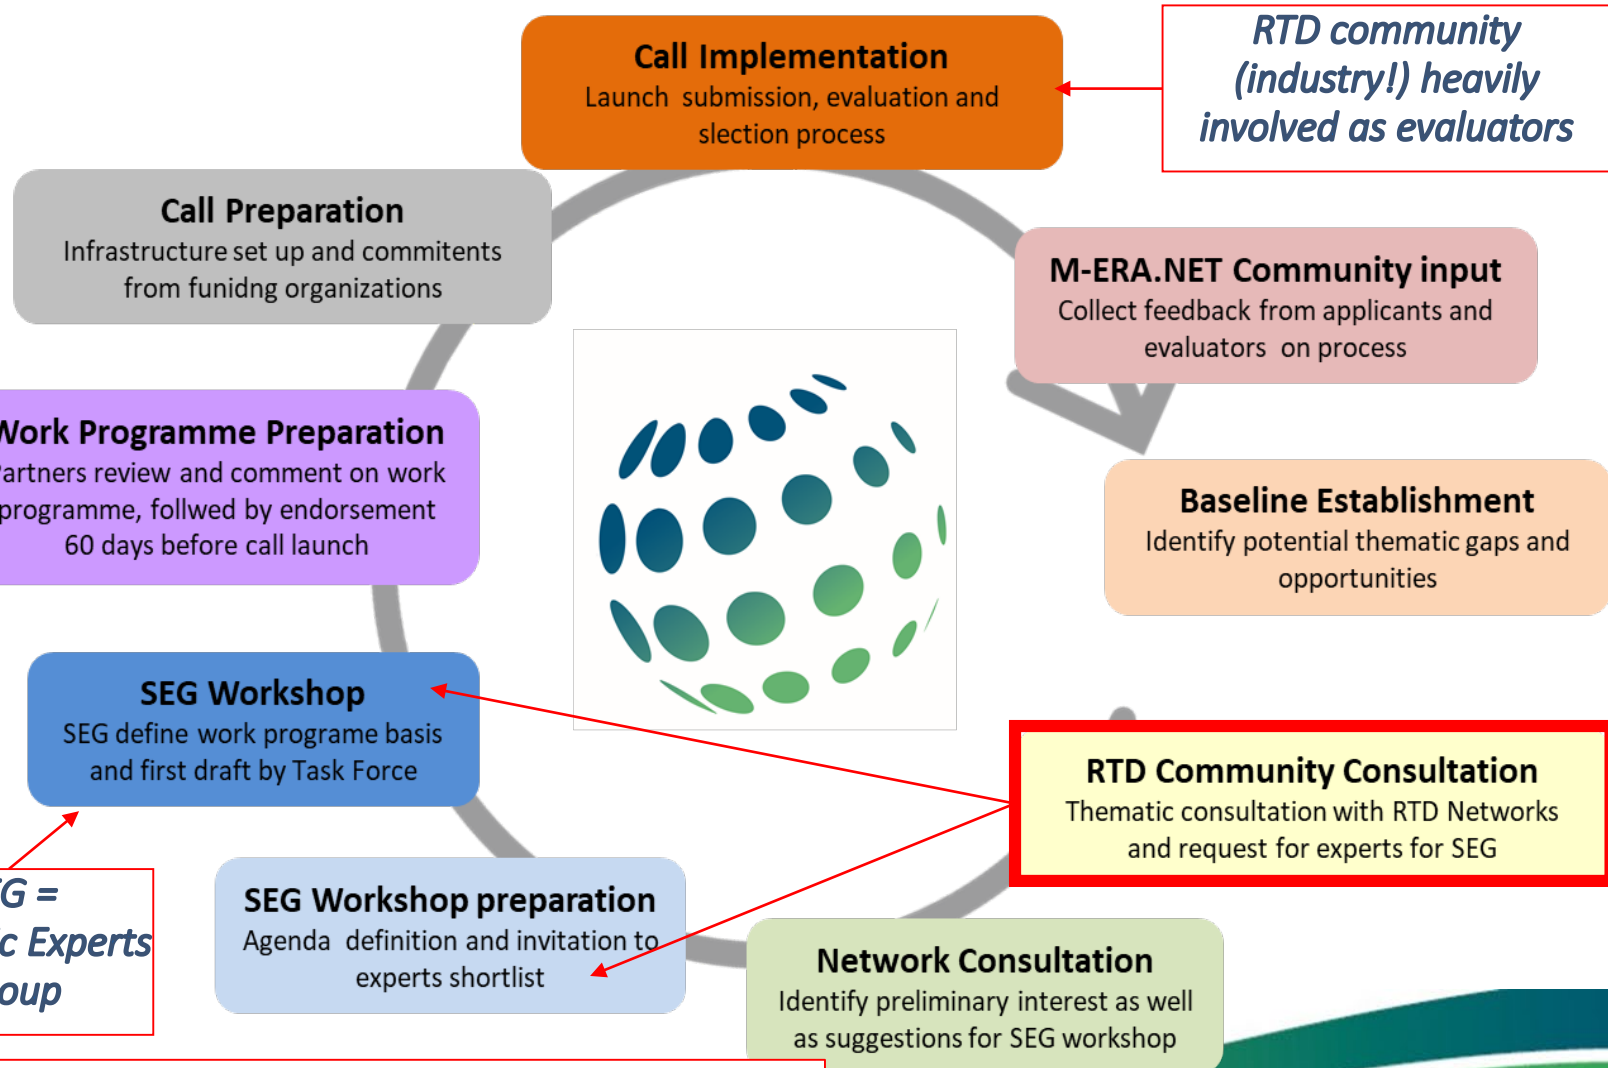 Call Implementation
Launch submission, evaluation and
slection process
RTD community
(industry!) heavily
involved as evaluators
Call Preparation
Infrastructure set up and commitents
from funidng organizations
M-ERA.NET Community input
Collect feedback from applicants and
evaluators on process
Work Programme Preparation
Partners review and comment on work
programme, follwed by endorsement
60 days before call launch
Baseline Establishment
Identify potential thematic gaps and
opportunities
SEG Workshop
SEG define work programe basis
and first draft by Task Force
RTD Community Consultation
Thematic consultation with RTD Networks
and request for experts for SEG
=
Experts
SEG Workshop preparation
Agenda definition and invitation to
experts shortlist
Network Consultation
Identify preliminary interest as well
as suggestions for SEG workshop